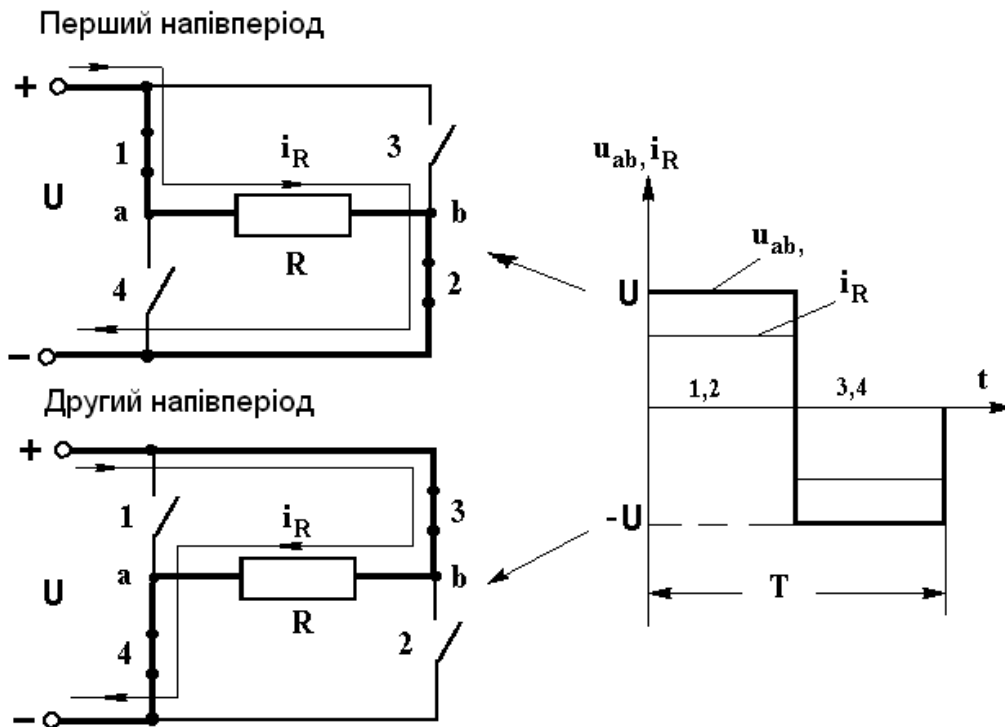 Перший напівперіод
+
1
i_R
3
U
a
b
R
4
2
−
Другий напівперіод
+
1
i_R
3
U
a
b
R
4
2
−
u_ab, i_R
u_ab,
U
i_R
1,2
3,4
t
-U
T